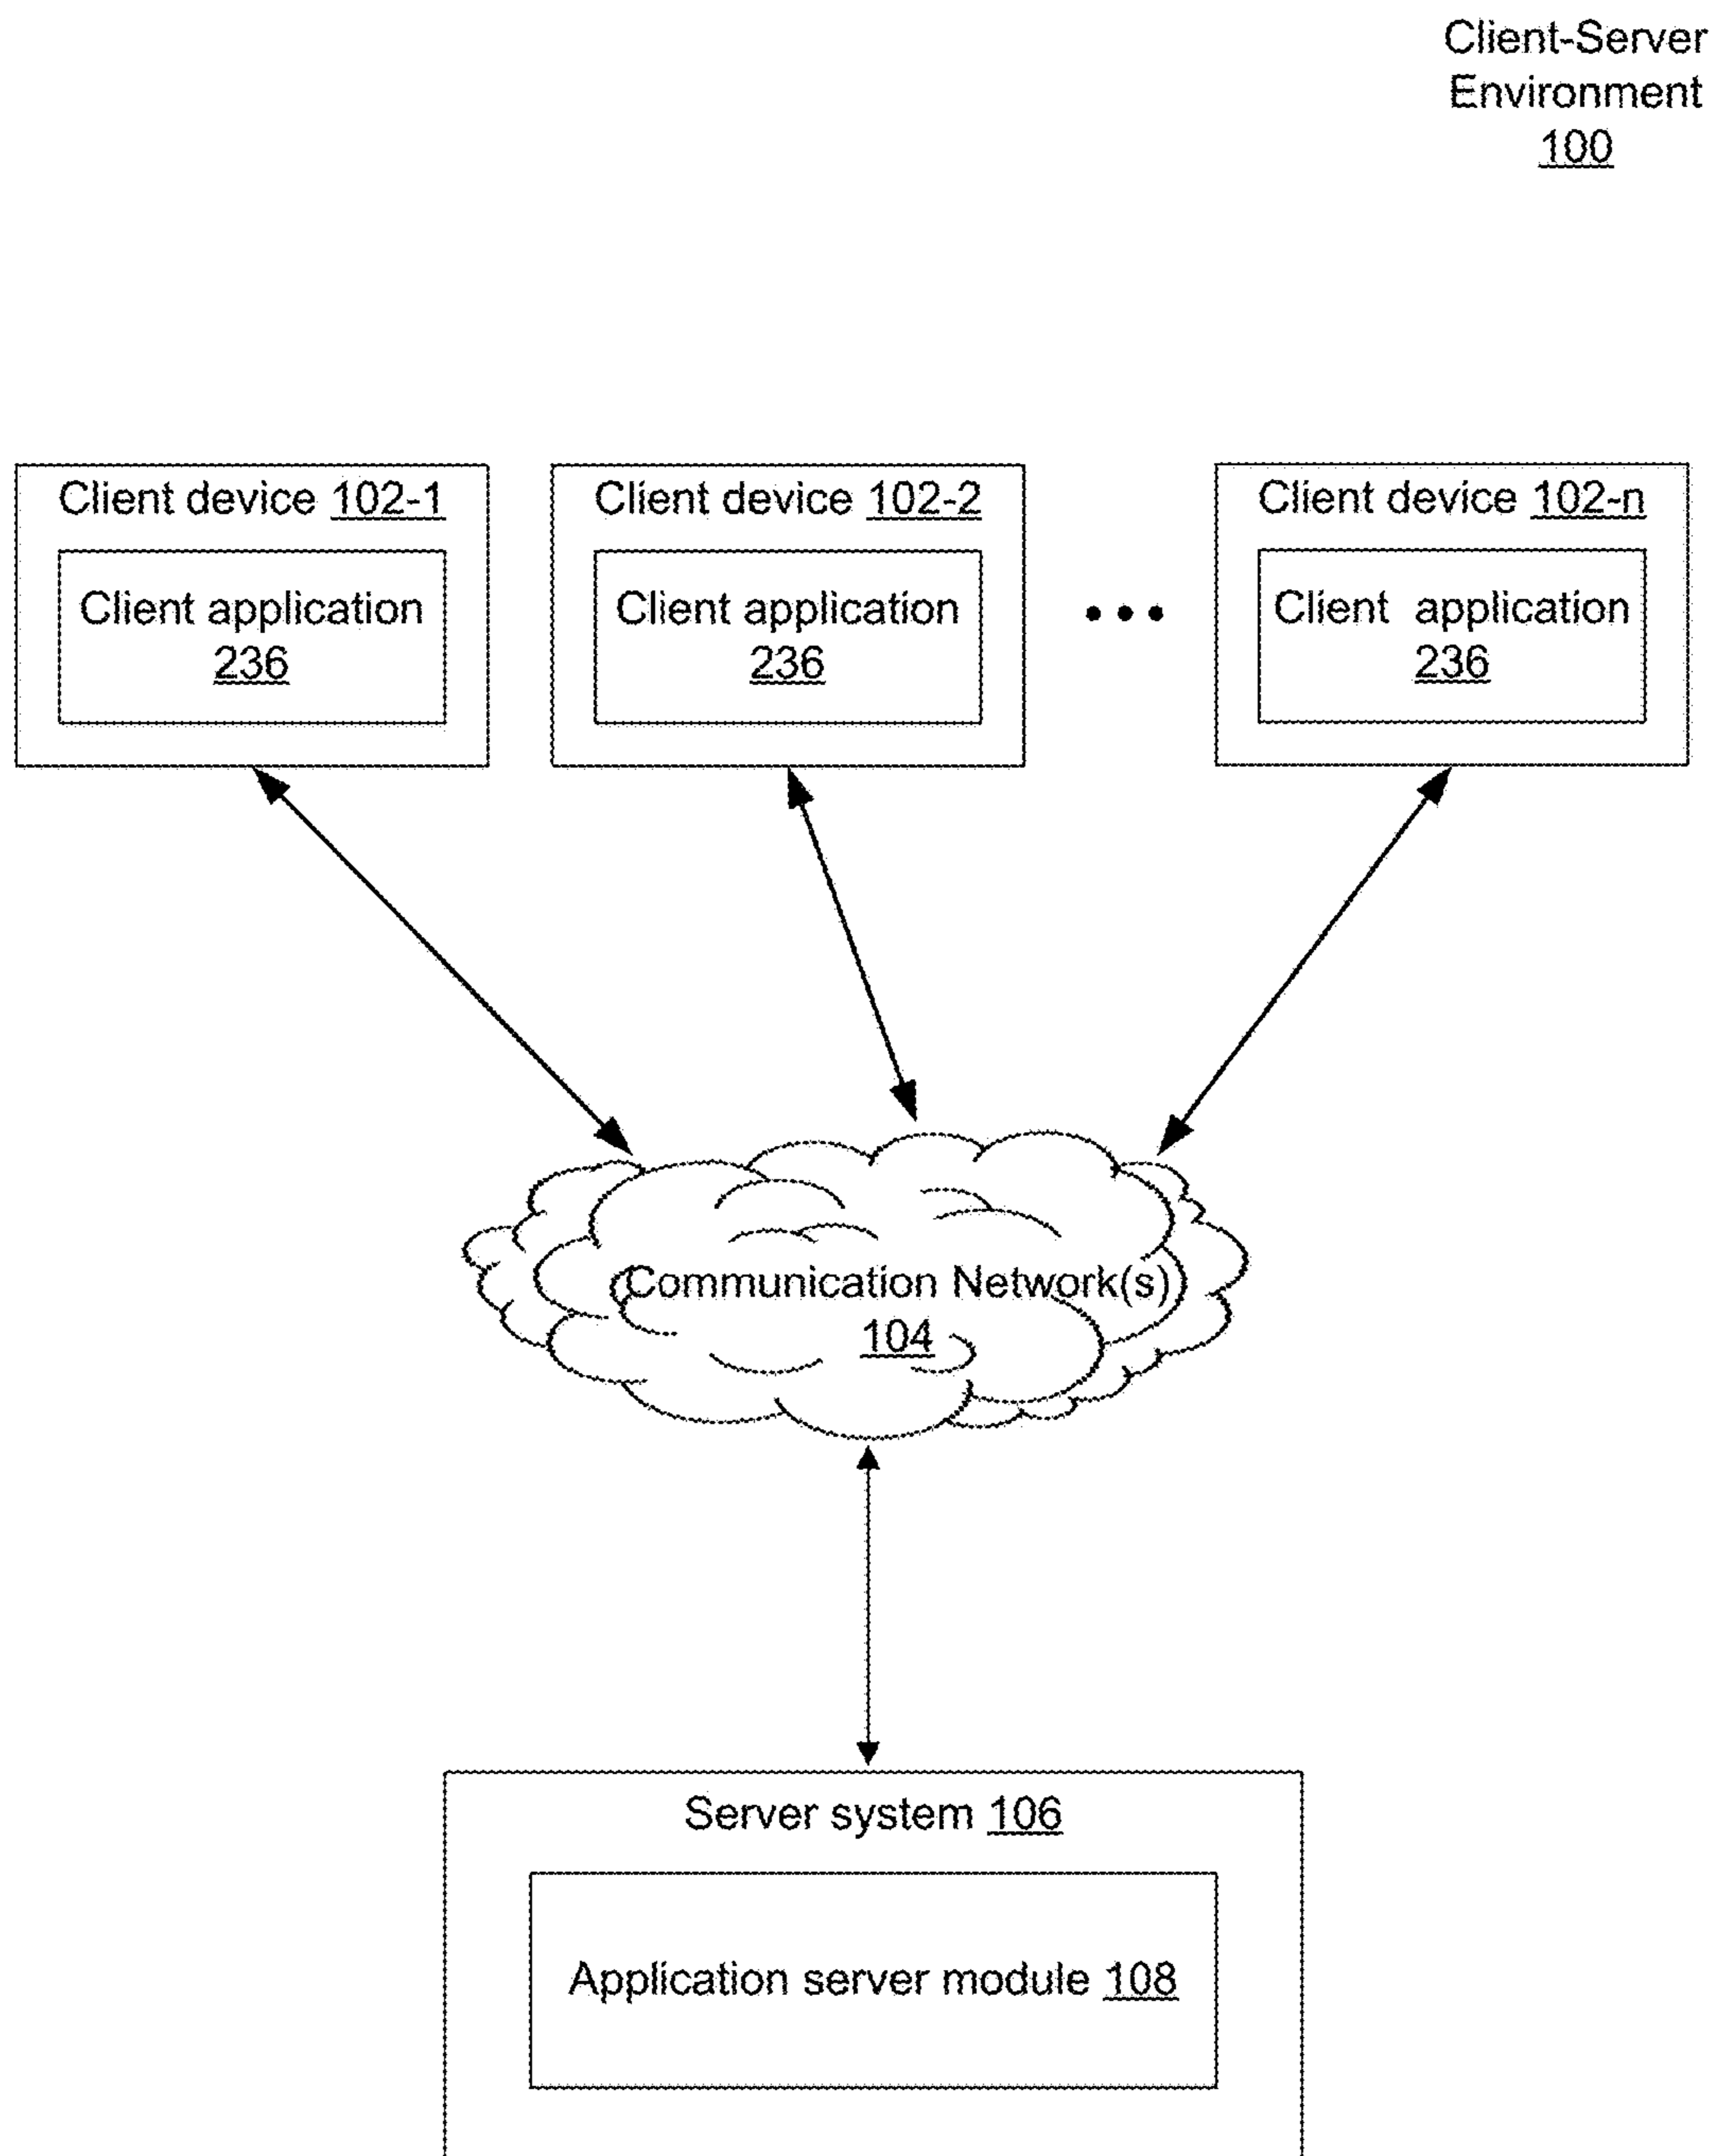 Client-Server
Environment
100
Client device 102-1
Client application
236
Client device 102-2
Client application
236
Client device 102-n
Client application
236
Communication Network(s)
104
Server system 106
Application server module 108